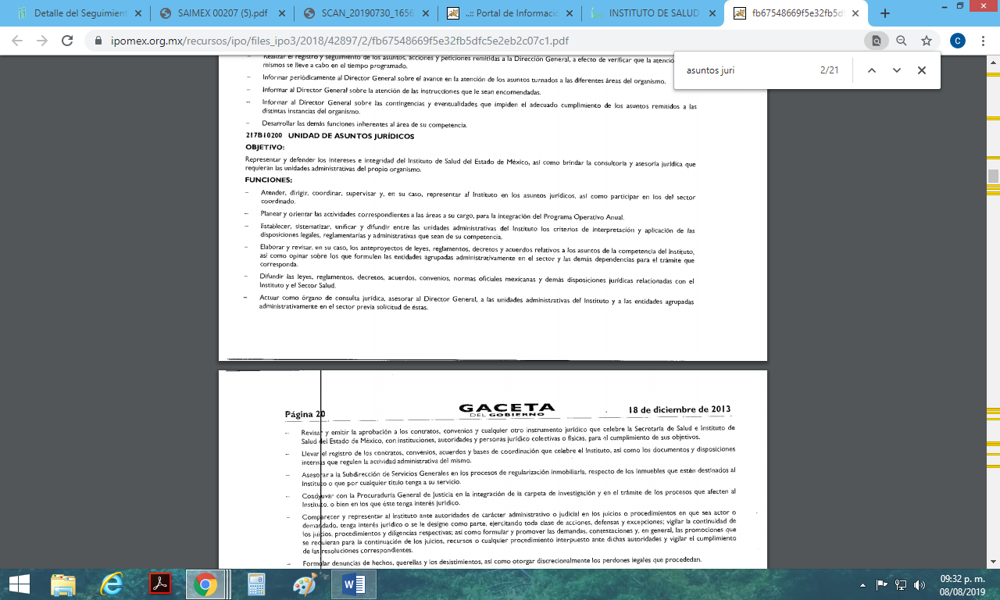 Detalle del Seguimient
SAIMEX 00207 (5).pdf
SCAN_20190730_1656
..:: Portal de Informació
INSTITUTO DE SALUD
fb67548669f5e32fb5df
ipomex.org.mx/recursos/ipo/files_ipo3/2018/42897/2/fb67548669f5e32fb5dfc5e2eb2c07c1.pdf
C
asuntos juri 2/21
Realizar el registro y seguimiento de los asuntos, acciones y peticiones remitidas a la Dirección General, a efecto de verificar que la atenció
mismos se lleve a cabo en el tiempo programado.
– Informar periódicamente al Director General sobre el avance en la atención de los asuntos turnados a las diferentes áreas del organismo.
– Informar al Director General sobre la atención de las instrucciones que le sean encomendadas.
– Informar al Director General sobre las contingencias y eventualidades que impiden el adecuado cumplimiento de los asuntos remitidos a las
distintas instancias del organismo.
– Desarrollar las demás funciones inherentes al área de su competencia.
217B10200 UNIDAD DE ASUNTOS JURÍDICOS
OBJETIVO:
Representar y defender los intereses e integridad del Instituto de Salud del Estado de México, así como brindar la consultoría y asesoría jurídica que
requieran las unidades administrativas del propio organismo.
FUNCIONES:
– Atender, dirigir, coordinar, supervisar y, en su caso, representar al Instituto en los asuntos jurídicos, así como participar en los del sector
coordinado.
– Planear y orientar las actividades correspondientes a las áreas a su cargo, para la integración del Programa Operativo Anual.
– Establecer, sistematizar, unificar y difundir entre las unidades administrativas del Instituto los criterios de interpretación y aplicación de las
disposiciones legales, reglamentarias y administrativas que sean de su competencia.
– Elaborar y revisar, en su caso, los anteproyectos de leyes, reglamentos, decretos y acuerdos relativos a los asuntos de la competencia del Instituto,
así como opinar sobre los que formulen las entidades agrupadas administrativamente en el sector y las demás dependencias para el trámite que
corresponda.
– Difundir las leyes, reglamentos, decretos, acuerdos, convenios, normas oficiales mexicanas y demás disposiciones jurídicas relacionadas con el
Instituto y el Sector Salud.
– Actuar como órgano de consulta jurídica, asesorar al Director General, a las unidades administrativas del Instituto y a las entidades agrupadas
administrativamente en el sector previa solicitud de éstas.
Página 20 GACETA DEL GOBIERNO 18 de diciembre de 2013
– Revisar y emitir la aprobación a los contratos, convenios y cualquier otro instrumento jurídico que celebre la Secretaría de Salud e Instituto de
Salud del Estado de México, con instituciones, autoridades y personas jurídico colectivas o físicas, para el cumplimiento de sus objetivos.
– Llevar el registro de los contratos, convenios, acuerdos y bases de coordinación que celebre el Instituto, así como los documentos y disposiciones
internas que regulen la actividad administrativa del mismo.
– Asesorar a la Subdirección de Servicios Generales en los procesos de regularización inmobiliaria, respecto de los inmuebles que estén destinados al
Instituto o que por cualquier título tenga a su servicio.
– Coadyuvar con la Procuraduría General de Justicia en la integración de la carpeta de investigación y en el trámite de los procesos que afecten al
Instituto, o bien en los que éste tenga interés jurídico.
– Comparecer y representar al Instituto ante autoridades de carácter administrativo o judicial en los juicios o procedimientos en que sea actor o
demandado, tenga interés jurídico o se le designe como parte, ejercitando toda clase de acciones, defensas y excepciones; vigilar la continuidad de
los juicios, procedimientos y diligencias respectivas; así como formular y promover las demandas, contestaciones y, en general, las promociones que
se requieran para la continuación de los juicios, recursos o cualquier procedimiento interpuesto ante dichas autoridades y vigilar el cumplimiento
de las resoluciones correspondientes.
– Formular denuncias de hechos, querellas y los desistimientos, así como otorgar discrecionalmente los perdones legales que procedan.
09:32 p. m.
08/08/2019